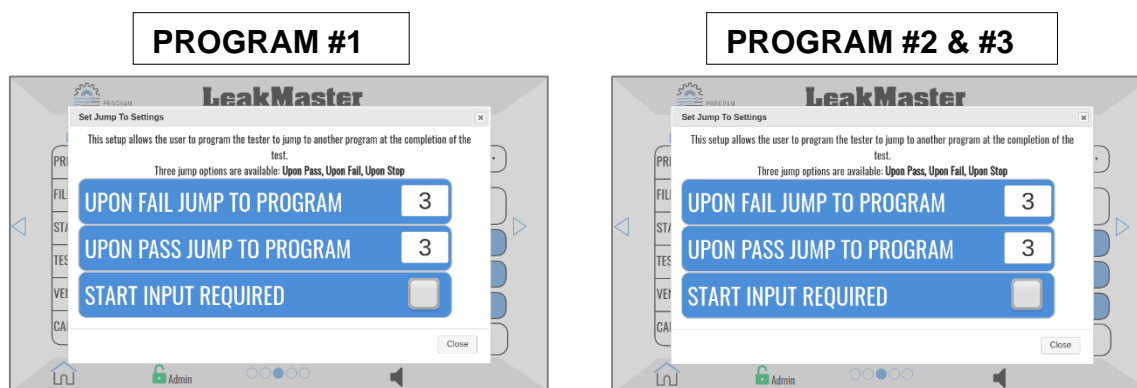 PROGRAM #1
PROGRAM
LeakMaster
Set Jump To Settings
This setup allows the user to program the tester to jump to another program at the completion of the
test.
Three jump options are available: Upon Pass, Upon Fail, Upon Stop
UPON FAIL JUMP TO PROGRAM 3
UPON PASS JUMP TO PROGRAM 3
START INPUT REQUIRED
Close
Admin
PROGRAM #2 & #3
PROGRAM
LeakMaster
Set Jump To Settings
This setup allows the user to program the tester to jump to another program at the completion of the
test.
Three jump options are available: Upon Pass, Upon Fail, Upon Stop
UPON FAIL JUMP TO PROGRAM 3
UPON PASS JUMP TO PROGRAM 3
START INPUT REQUIRED
Close
Admin